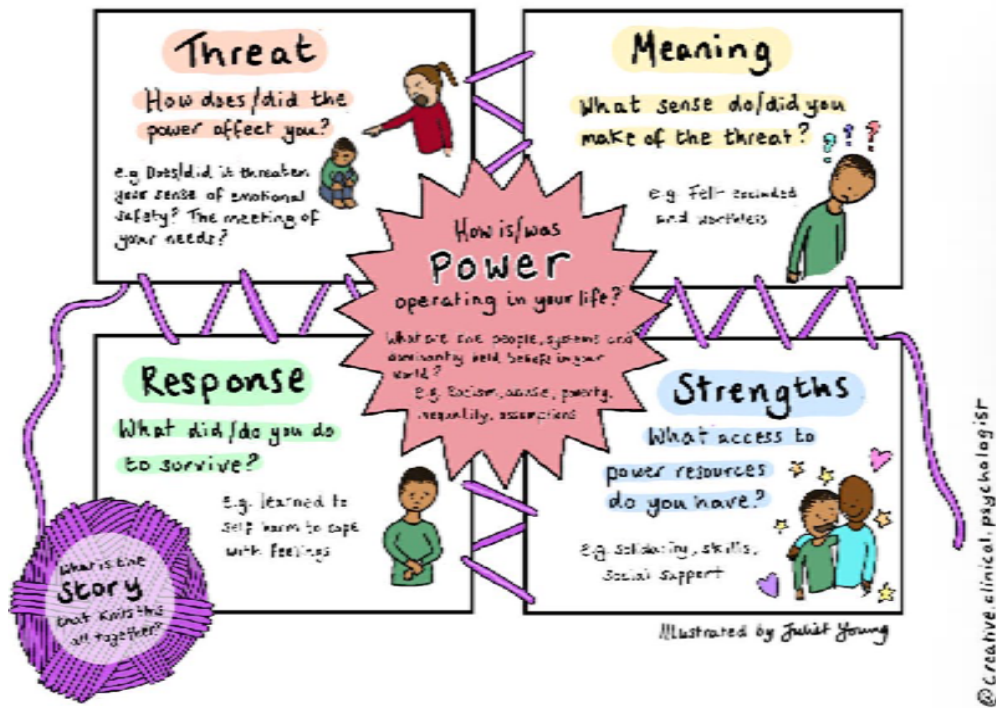 Threat
How does/did the
power affect you?
e.g Does/did it threaten
your sense of emotional
safety? The meeting of
your needs?
Meaning
What sense do/did you
make of the threat?
? ? ?
e.g. Felt excluded
and worthless
How is/was
Power
operating in your life?
What are the people, systems and
dominantly held beliefs in your
world?
e.g. Racism, abuse, poverty,
inequality, assumptions
Response
What did/do you do
to survive?
E.g. learned to
self harm to cope
with feelings
Strengths
What access to
power resources
do you have?
e.g. solidarity, skills,
social support
What is the
Story
that knits this
all together?
Illustrated by Juliet Young
@creative.clinical.psychologist